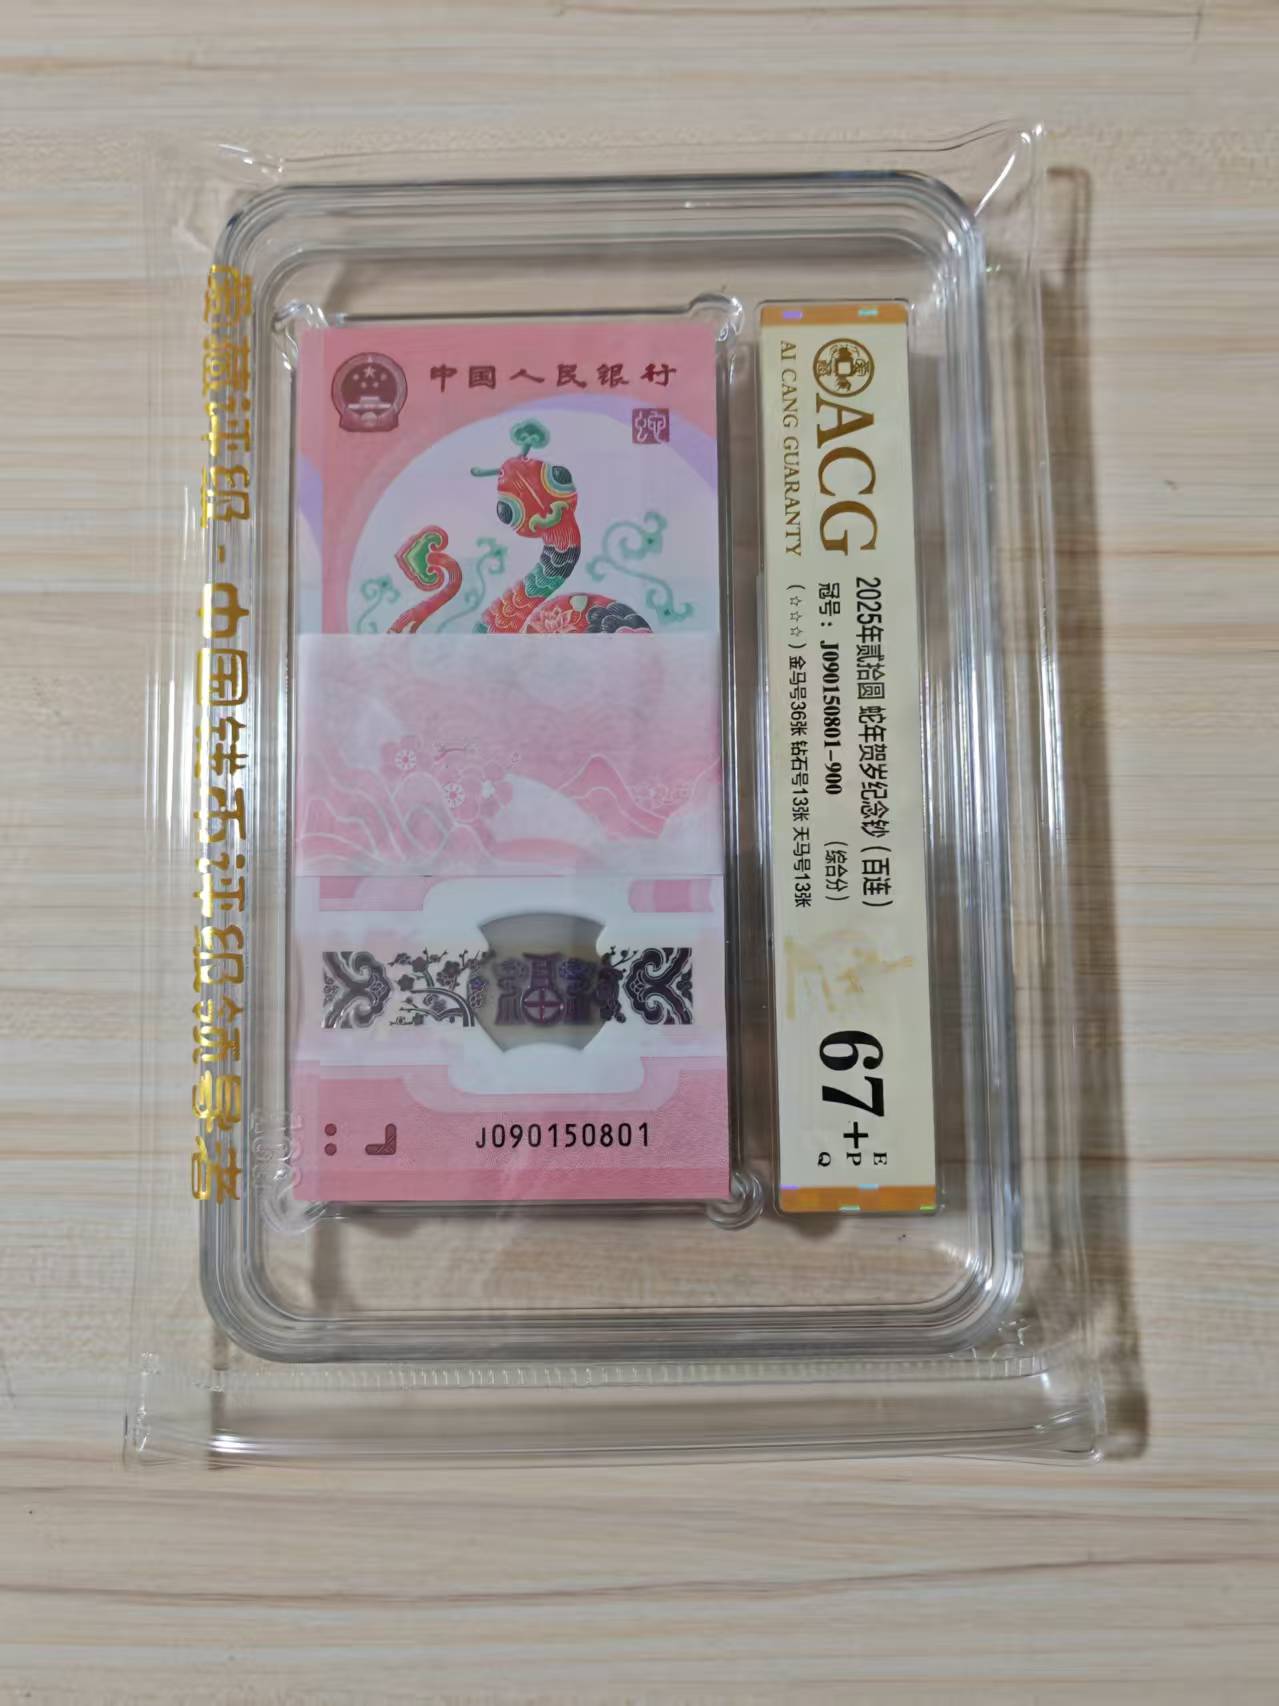 爱藏评级 - 中国钱币评级领导者
中国人民银行
J090150801
ACG
AI CANG GUARANTY
2025年贰拾圆 蛇年贺岁纪念钞（百连）
冠号：J090150801-900 （综合分）
（☆☆☆）金马号36张 钻石号13张 天马号13张
67+
E
P
Q